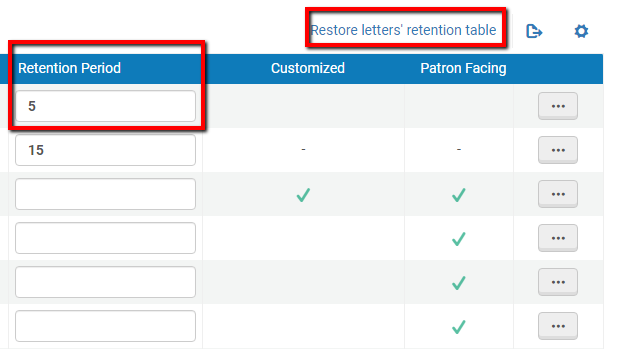 Restore letters' retention table
Retention Period Customized Patron Facing
5
15 - -